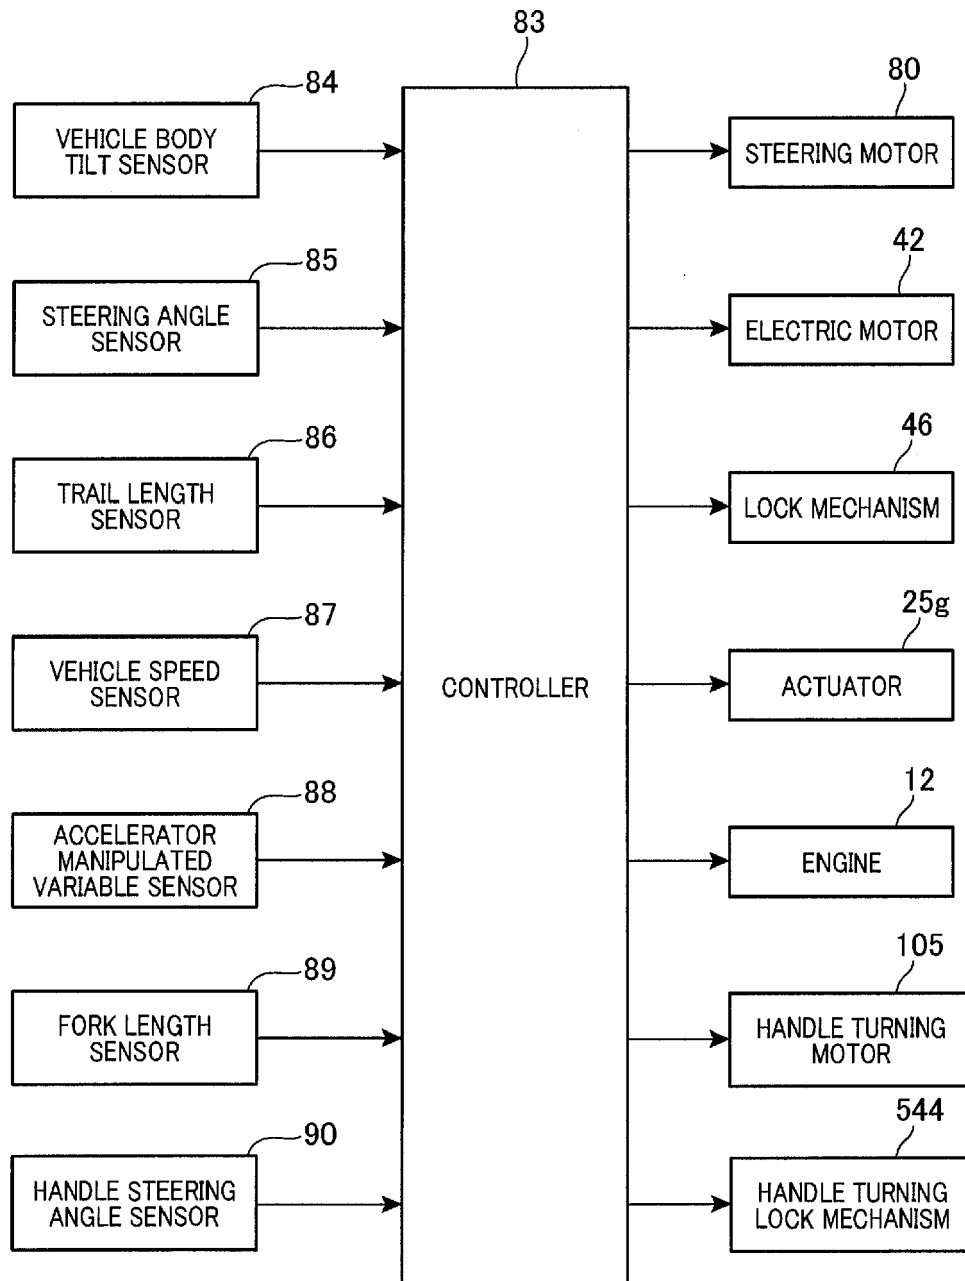 83
84
VEHICLE BODY
TILT SENSOR
85
STEERING ANGLE
SENSOR
86
TRAIL LENGTH
SENSOR
87
VEHICLE SPEED
SENSOR
88
ACCELERATOR
MANIPULATED
VARIABLE SENSOR
89
FORK LENGTH
SENSOR
90
HANDLE STEERING
ANGLE SENSOR
CONTROLLER
80
STEERING MOTOR
42
ELECTRIC MOTOR
46
LOCK MECHANISM
25g
ACTUATOR
12
ENGINE
105
HANDLE TURNING
MOTOR
544
HANDLE TURNING
LOCK MECHANISM